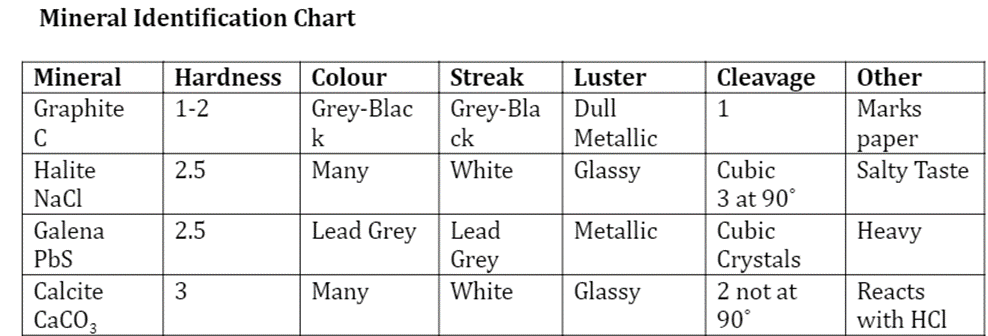 Mineral Identification Chart
Mineral Hardness Colour Streak Luster Cleavage Other
Graphite 1-2 Grey-Blac Grey-Bla Dull 1 Marks
C k ck Metallic paper
Halite 2.5 Many White Glassy Cubic Salty Taste
NaCl 3 at 90˚
Galena 2.5 Lead Grey Lead Metallic Cubic Heavy
PbS Grey Crystals
Calcite 3 Many White Glassy 2 not at Reacts
CaCO₃ 90˚ with HCl